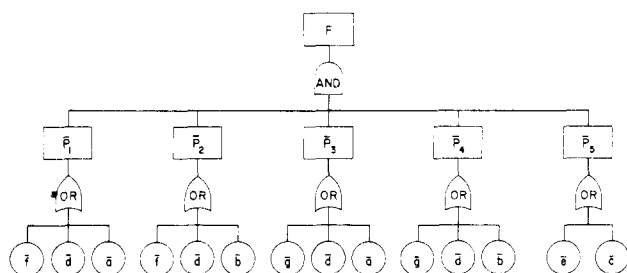 F
AND
P̄₁ P̄₂ P̄₃ P̄₄ P̄₅
OR OR OR OR OR
f̄ d̄ ā f̄ d̄ b̄ ḡ d̄ ā ḡ d̄ b̄ ē c̄